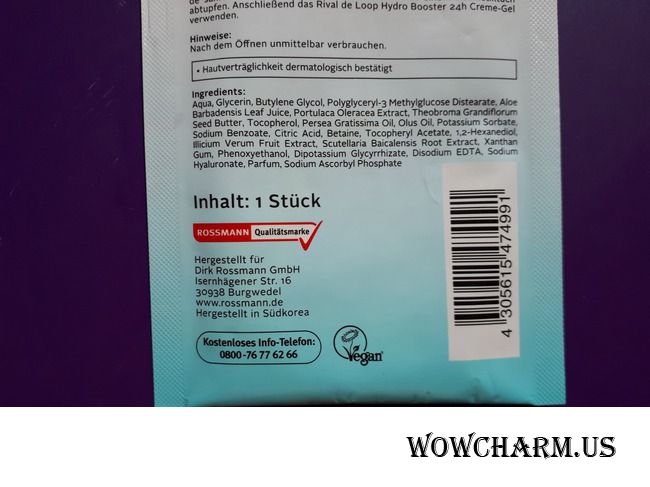 abtupfen. Anschließend das Rival de Loop Hydro Booster 24h Creme-Gel
verwenden.
Hinweise:
Nach dem Öffnen unmittelbar verbrauchen.
• Hautverträglichkeit dermatologisch bestätigt
Ingredients:
Aqua, Glycerin, Butylene Glycol, Polyglyceryl-3 Methylglucose Distearate, Aloe
Barbadensis Leaf Juice, Portulaca Oleracea Extract, Theobroma Grandiflorum
Seed Butter, Tocopherol, Persea Gratissima Oil, Olus Oil, Potassium Sorbate,
Sodium Benzoate, Citric Acid, Betaine, Tocopheryl Acetate, 1,2-Hexanediol,
Illicium Verum Fruit Extract, Scutellaria Baicalensis Root Extract, Xanthan
Gum, Phenoxyethanol, Dipotassium Glycyrrhizate, Disodium EDTA, Sodium
Hyaluronate, Parfum, Sodium Ascorbyl Phosphate
Inhalt: 1 Stück
ROSSMANN Qualitätsmarke
Hergestellt für
Dirk Rossmann GmbH
Isernhägener Str. 16
30938 Burgwedel
www.rossmann.de
Hergestellt in Südkorea
Kostenloses Info-Telefon:
0800-76 77 62 66
Vegan
4 305615 474991
WOWCHARM.US